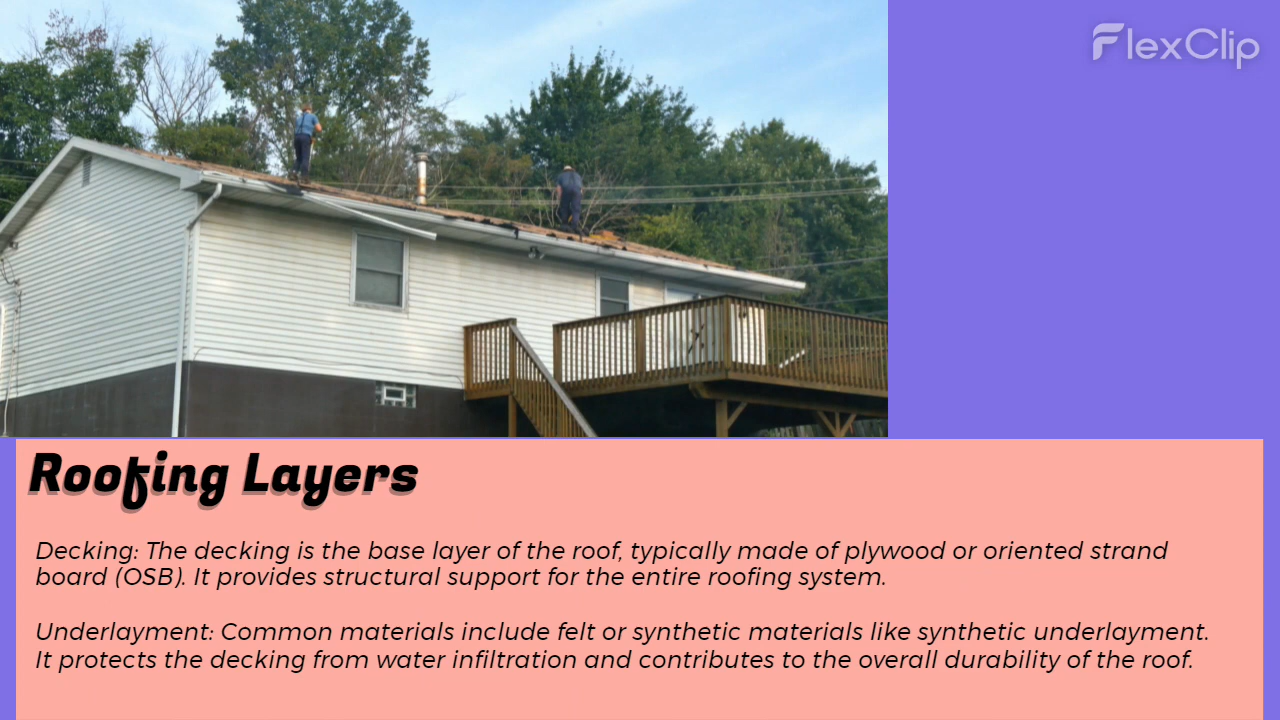 FlexClip
Roofing Layers
Decking: The decking is the base layer of the roof, typically made of plywood or oriented strand
board (OSB). It provides structural support for the entire roofing system.
Underlayment: Common materials include felt or synthetic materials like synthetic underlayment.
It protects the decking from water infiltration and contributes to the overall durability of the roof.